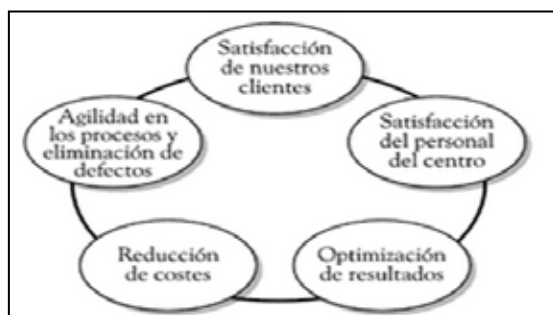 Satisfacción
de nuestros
clientes
Satisfacción
del personal
del centro
Optimización
de resultados
Reducción
de costes
Agilidad en
los procesos y
eliminación de
defectos